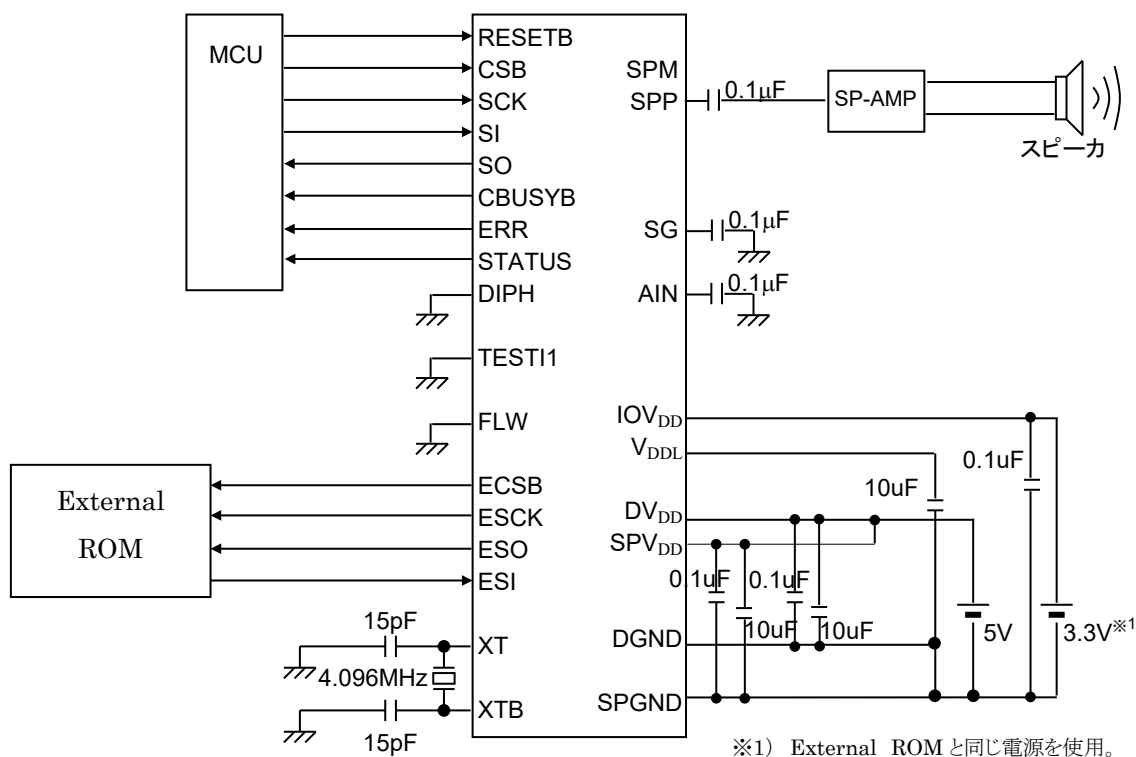 MCU
RESETB
CSB
SCK
SI
SO
CBUSYB
ERR
STATUS
DIPH
TESTI1
FLW
External
ROM
ECSB
ESCK
ESO
ESI
15pF
XT
4.096MHz
XTB
15pF
SPM
SPP
0.1μF
SP-AMP
スピーカ
SG
0.1μF
AIN
0.1μF
IOVDD
VDDL
0.1uF
10uF
DVDD
SPVDD
0.1uF
0.1uF
10uF
10uF
5V
3.3V※1
DGND
SPGND
※1) External ROMと同じ電源を使用。